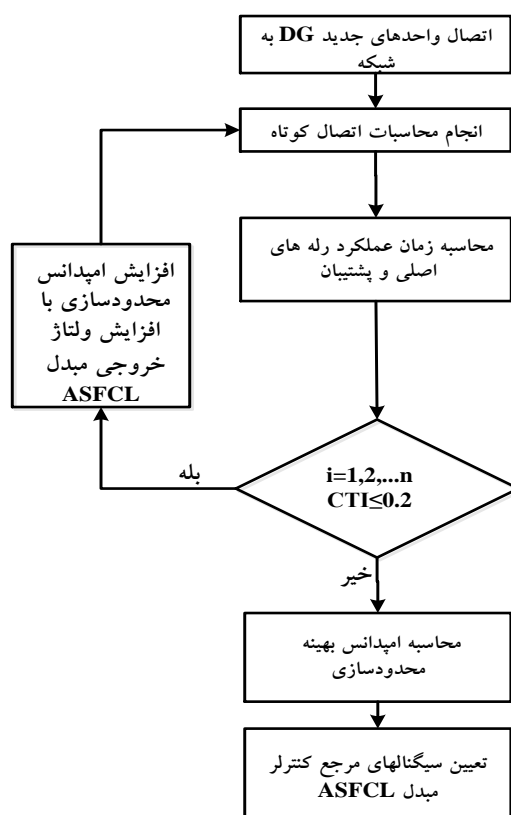 اتصال واحدهای جدید DG به
شبکه
انجام محاسبات اتصال کوتاه
محاسبه زمان عملکرد رله های
اصلی و پشتیبان
افزایش امپدانس
محدودسازی با
افزایش ولتاژ
خروجی مبدل
ASFCL
i=1,2,...n
CTI≤0.2
بله
خیر
محاسبه امپدانس بهینه
محدودسازی
تعیین سیگنالهای مرجع کنترلر
مبدل ASFCL